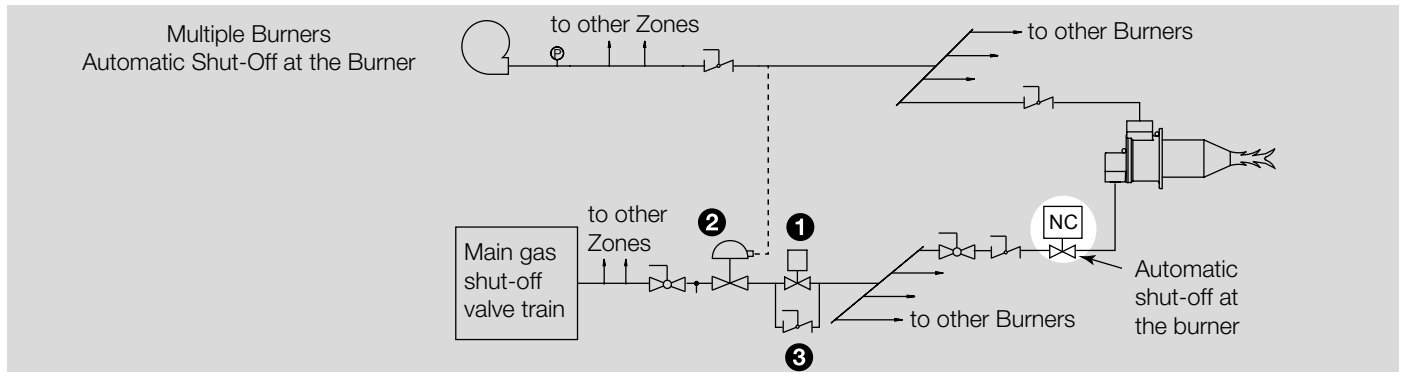 Multiple Burners
Automatic Shut-Off at the Burner
to other Zones
P
to other Burners
to other
Zones
Main gas
shut-off
valve train
2
1
3
NC
Automatic
shut-off at
the burner
to other Burners